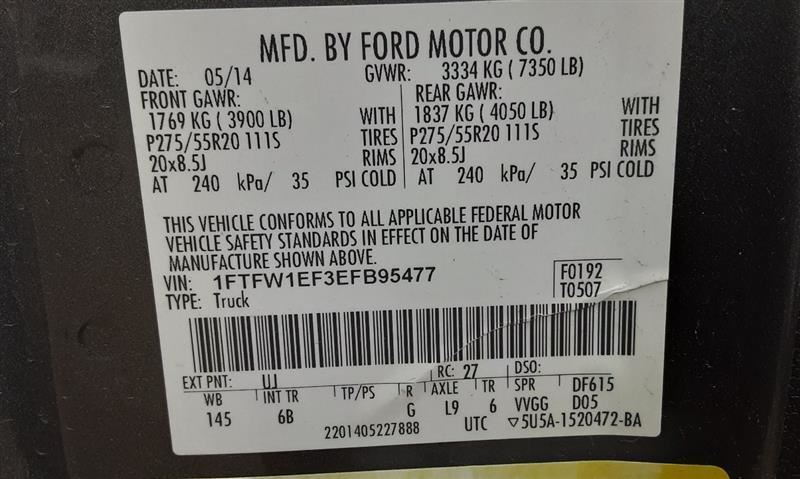 MFD. BY FORD MOTOR CO.
DATE: 05/14 GVWR: 3334 KG ( 7350 LB)
FRONT GAWR: REAR GAWR:
1769 KG ( 3900 LB) WITH 1837 KG ( 4050 LB) WITH
P275/55R20 111S TIRES P275/55R20 111S TIRES
20x8.5J RIMS 20x8.5J RIMS
AT 240 kPa/ 35 PSI COLD AT 240 kPa/ 35 PSI COLD
THIS VEHICLE CONFORMS TO ALL APPLICABLE FEDERAL MOTOR
VEHICLE SAFETY STANDARDS IN EFFECT ON THE DATE OF
MANUFACTURE SHOWN ABOVE.
VIN: 1FTFW1EF3EFB95477 F0192
TYPE: Truck T0507
EXT PNT: UJ RC: 27 DSO:
WB INT TR TP/PS R AXLE TR SPR DF615
145 6B G L9 6 VVGG D05
2201405227888 UTC ▽5U5A-1520472-BA